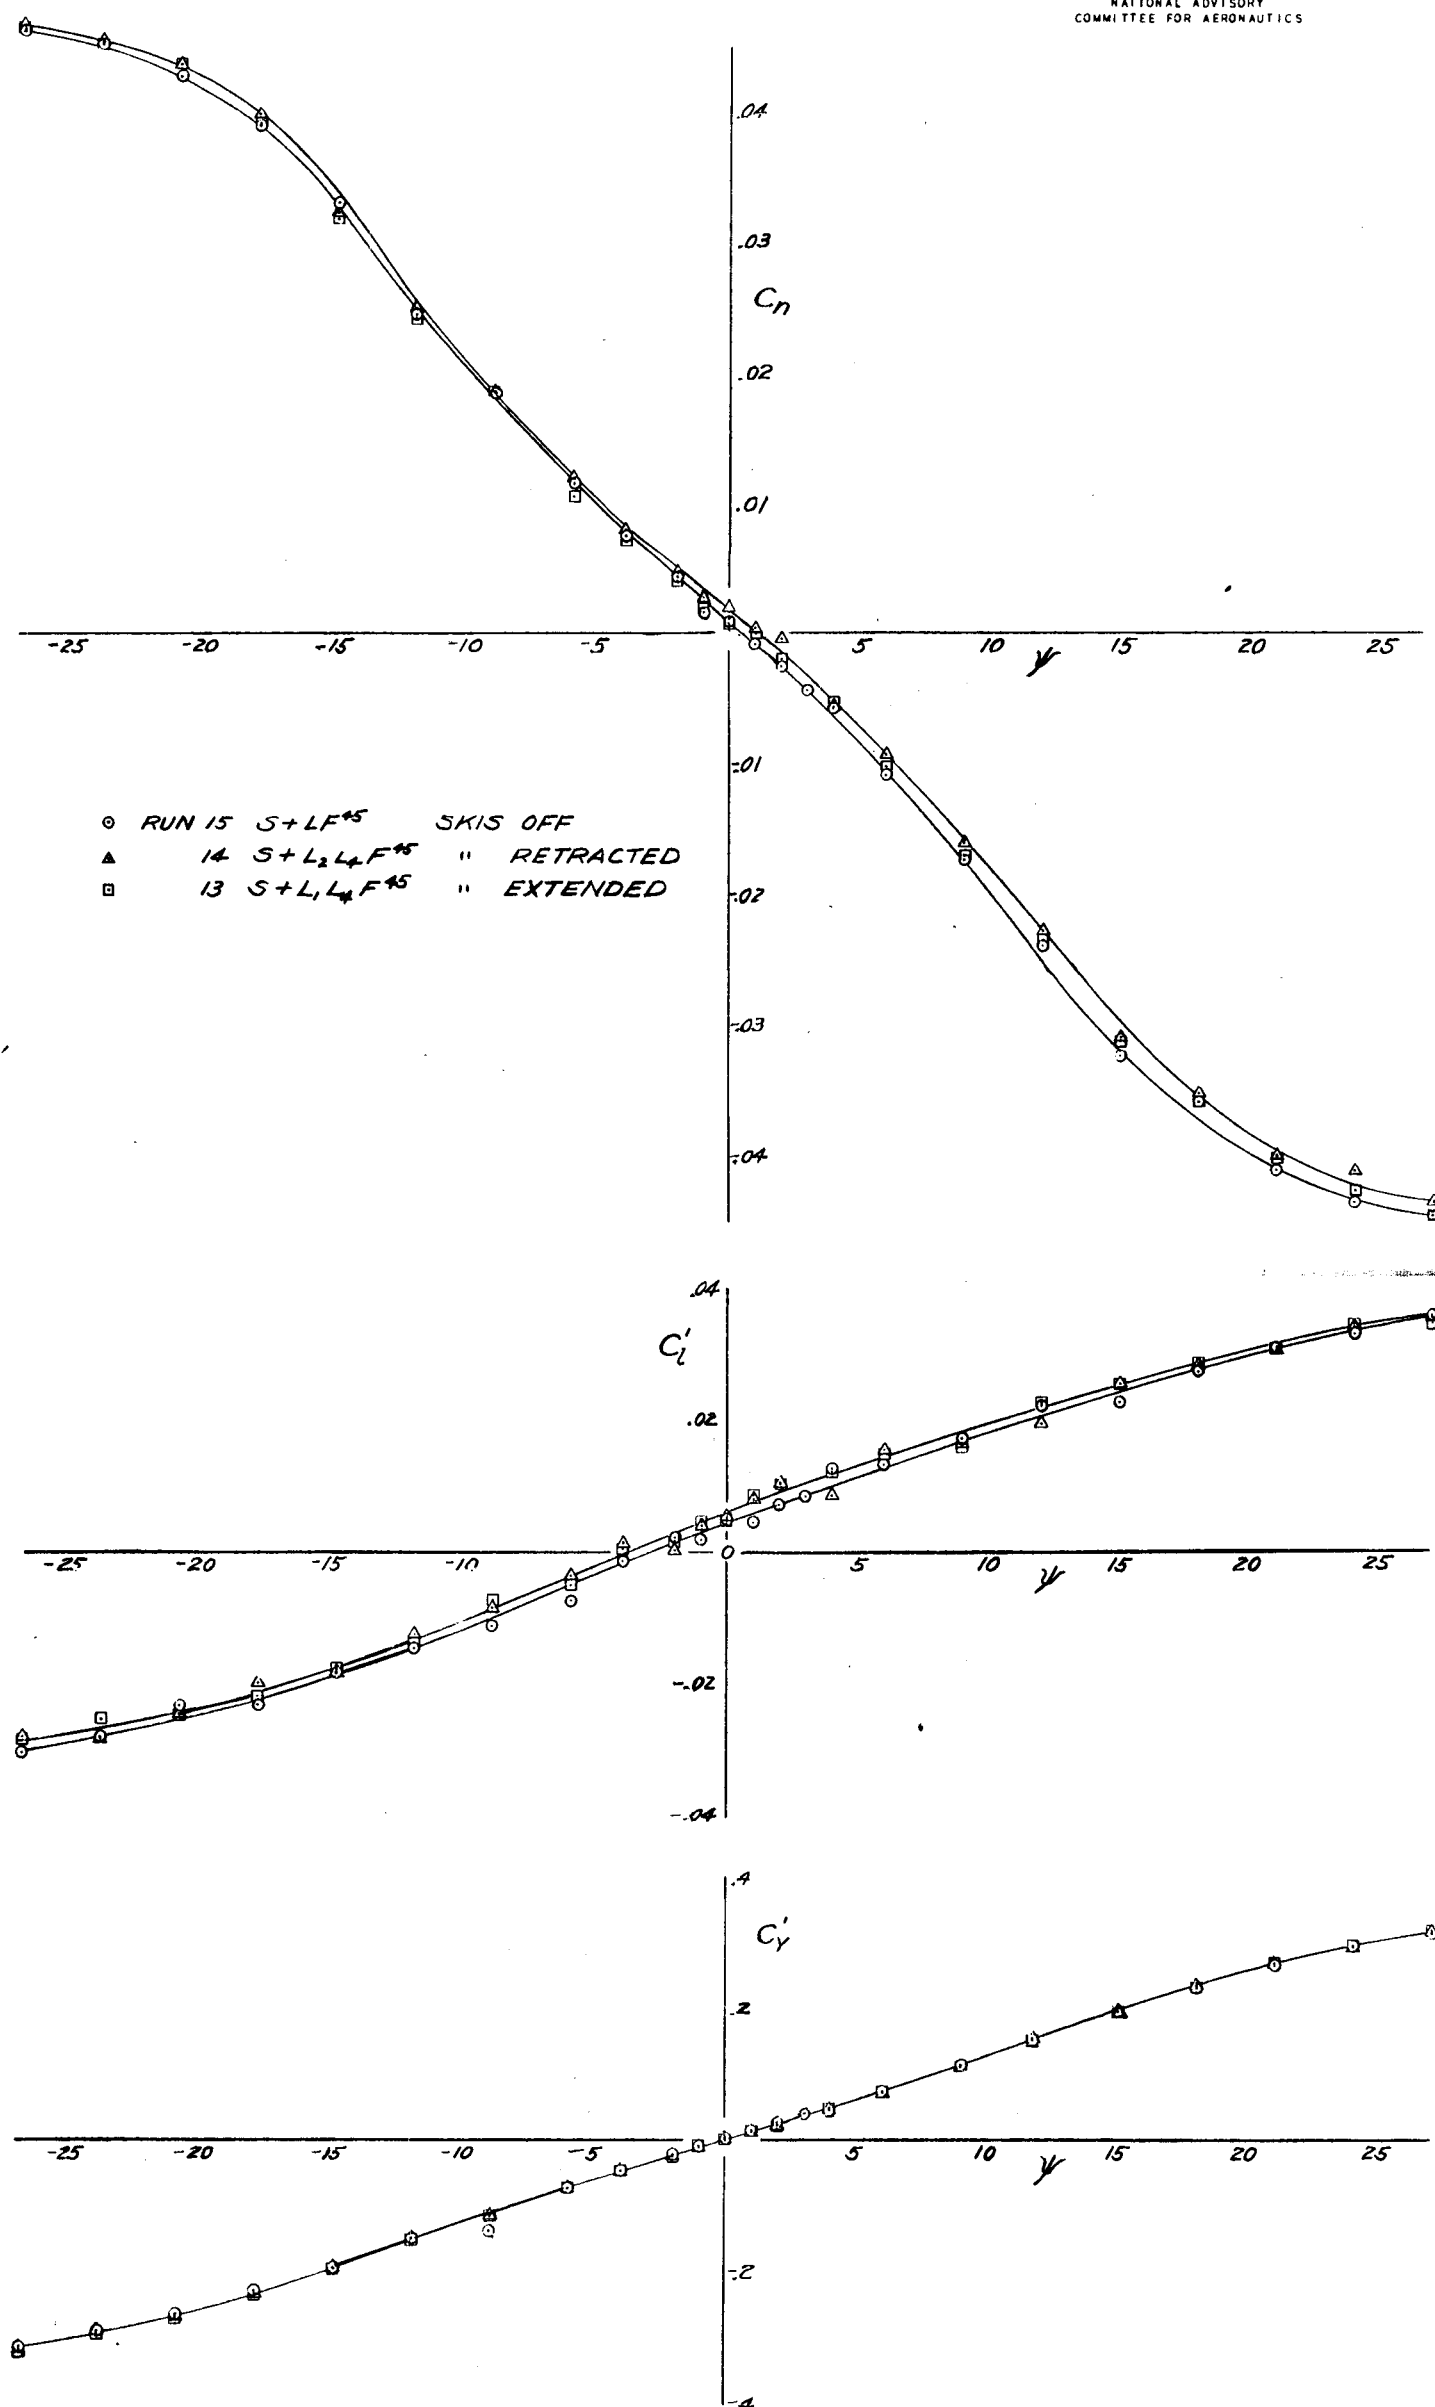 NATIONAL ADVISORY
COMMITTEE FOR AERONAUTICS
.04
.03
Cn
.02
.01
-25 -20 -15 -10 -5 5 10 ψ 15 20 25
-.01
⊙ RUN 15 S+LF⁴⁵ SKIS OFF
△ 14 S+L₂L₄F⁴⁵ " RETRACTED
⊡ 13 S+L₁L₄F⁴⁵ " EXTENDED
-.02
-.03
-.04
.04
C'l
.02
-25 -20 -15 -10 -5 0 5 10 ψ 15 20 25
-.02
-.04
.4
C'Y
.2
-25 -20 -15 -10 -5 5 10 ψ 15 20 25
-.2
-.4